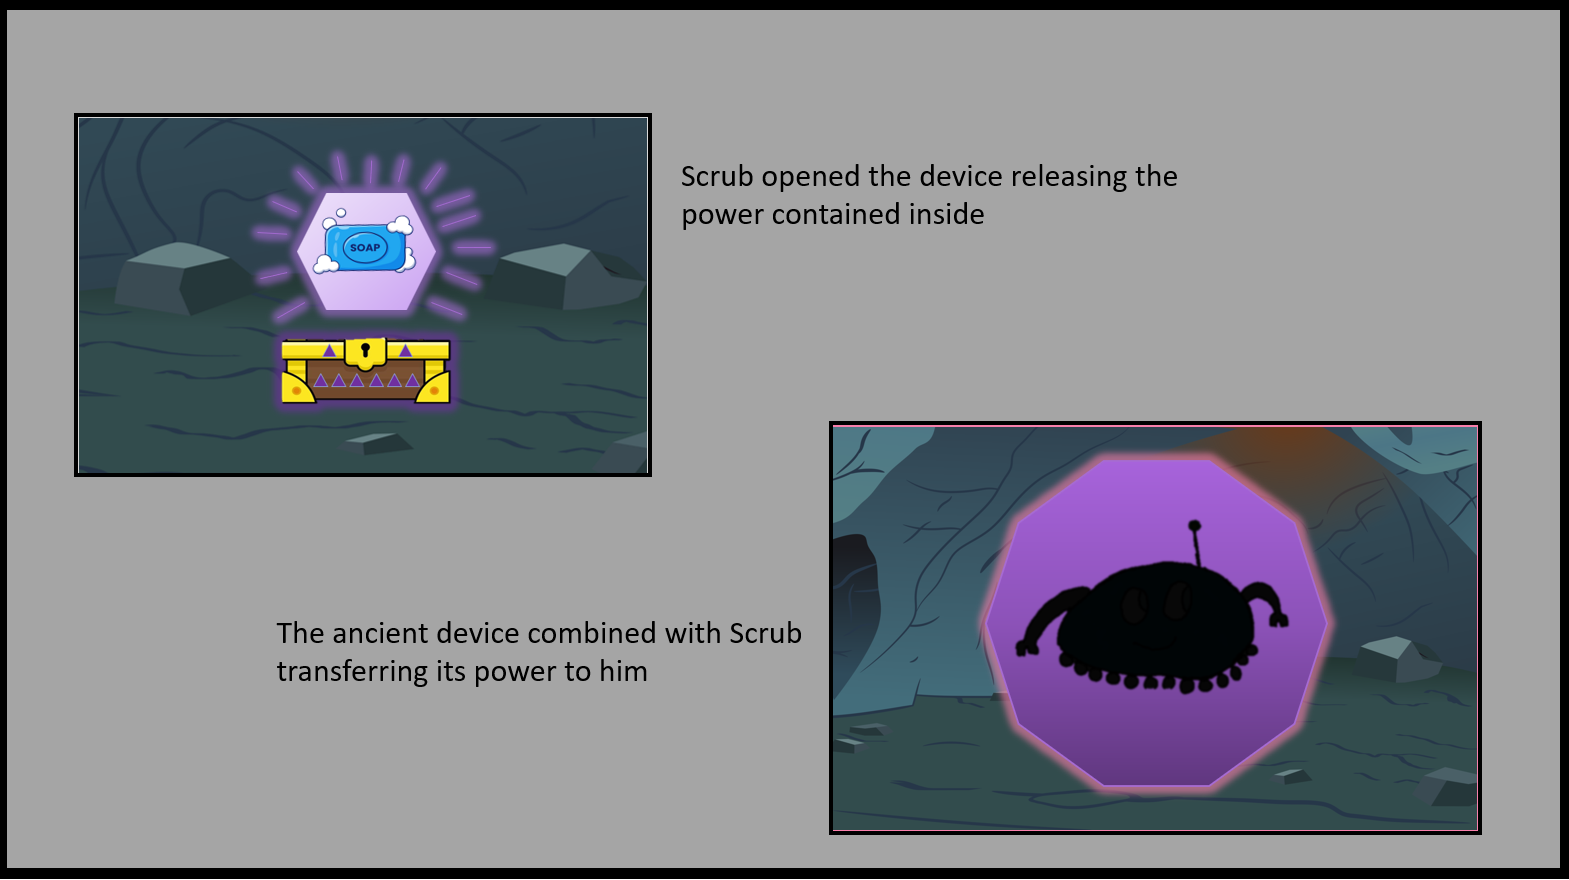 SOAP
Scrub opened the device releasing the
power contained inside
The ancient device combined with Scrub
transferring its power to him